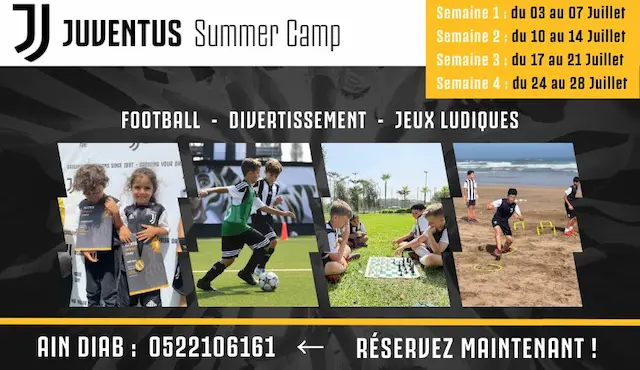 JUVENTUS Summer Camp
Semaine 1 : du 03 au 07 Juillet
Semaine 2 : du 10 au 14 Juillet
Semaine 3 : du 17 au 21 Juillet
Semaine 4 : du 24 au 28 Juillet
FOOTBALL - DIVERTISSEMENT - JEUX LUDIQUES
AIN DIAB : 0522106161 ← RÉSERVEZ MAINTENANT !